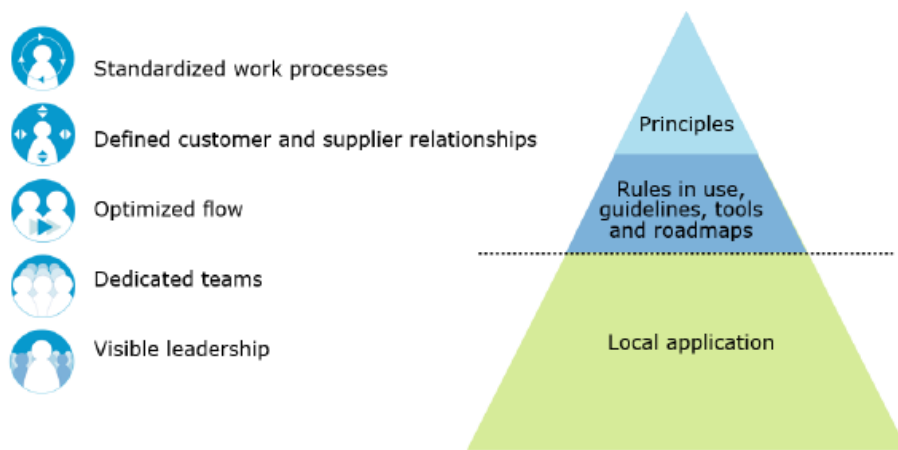 Standardized work processes
Defined customer and supplier relationships
Optimized flow
Dedicated teams
Visible leadership
Principles
Rules in use,
guidelines, tools
and roadmaps
Local application